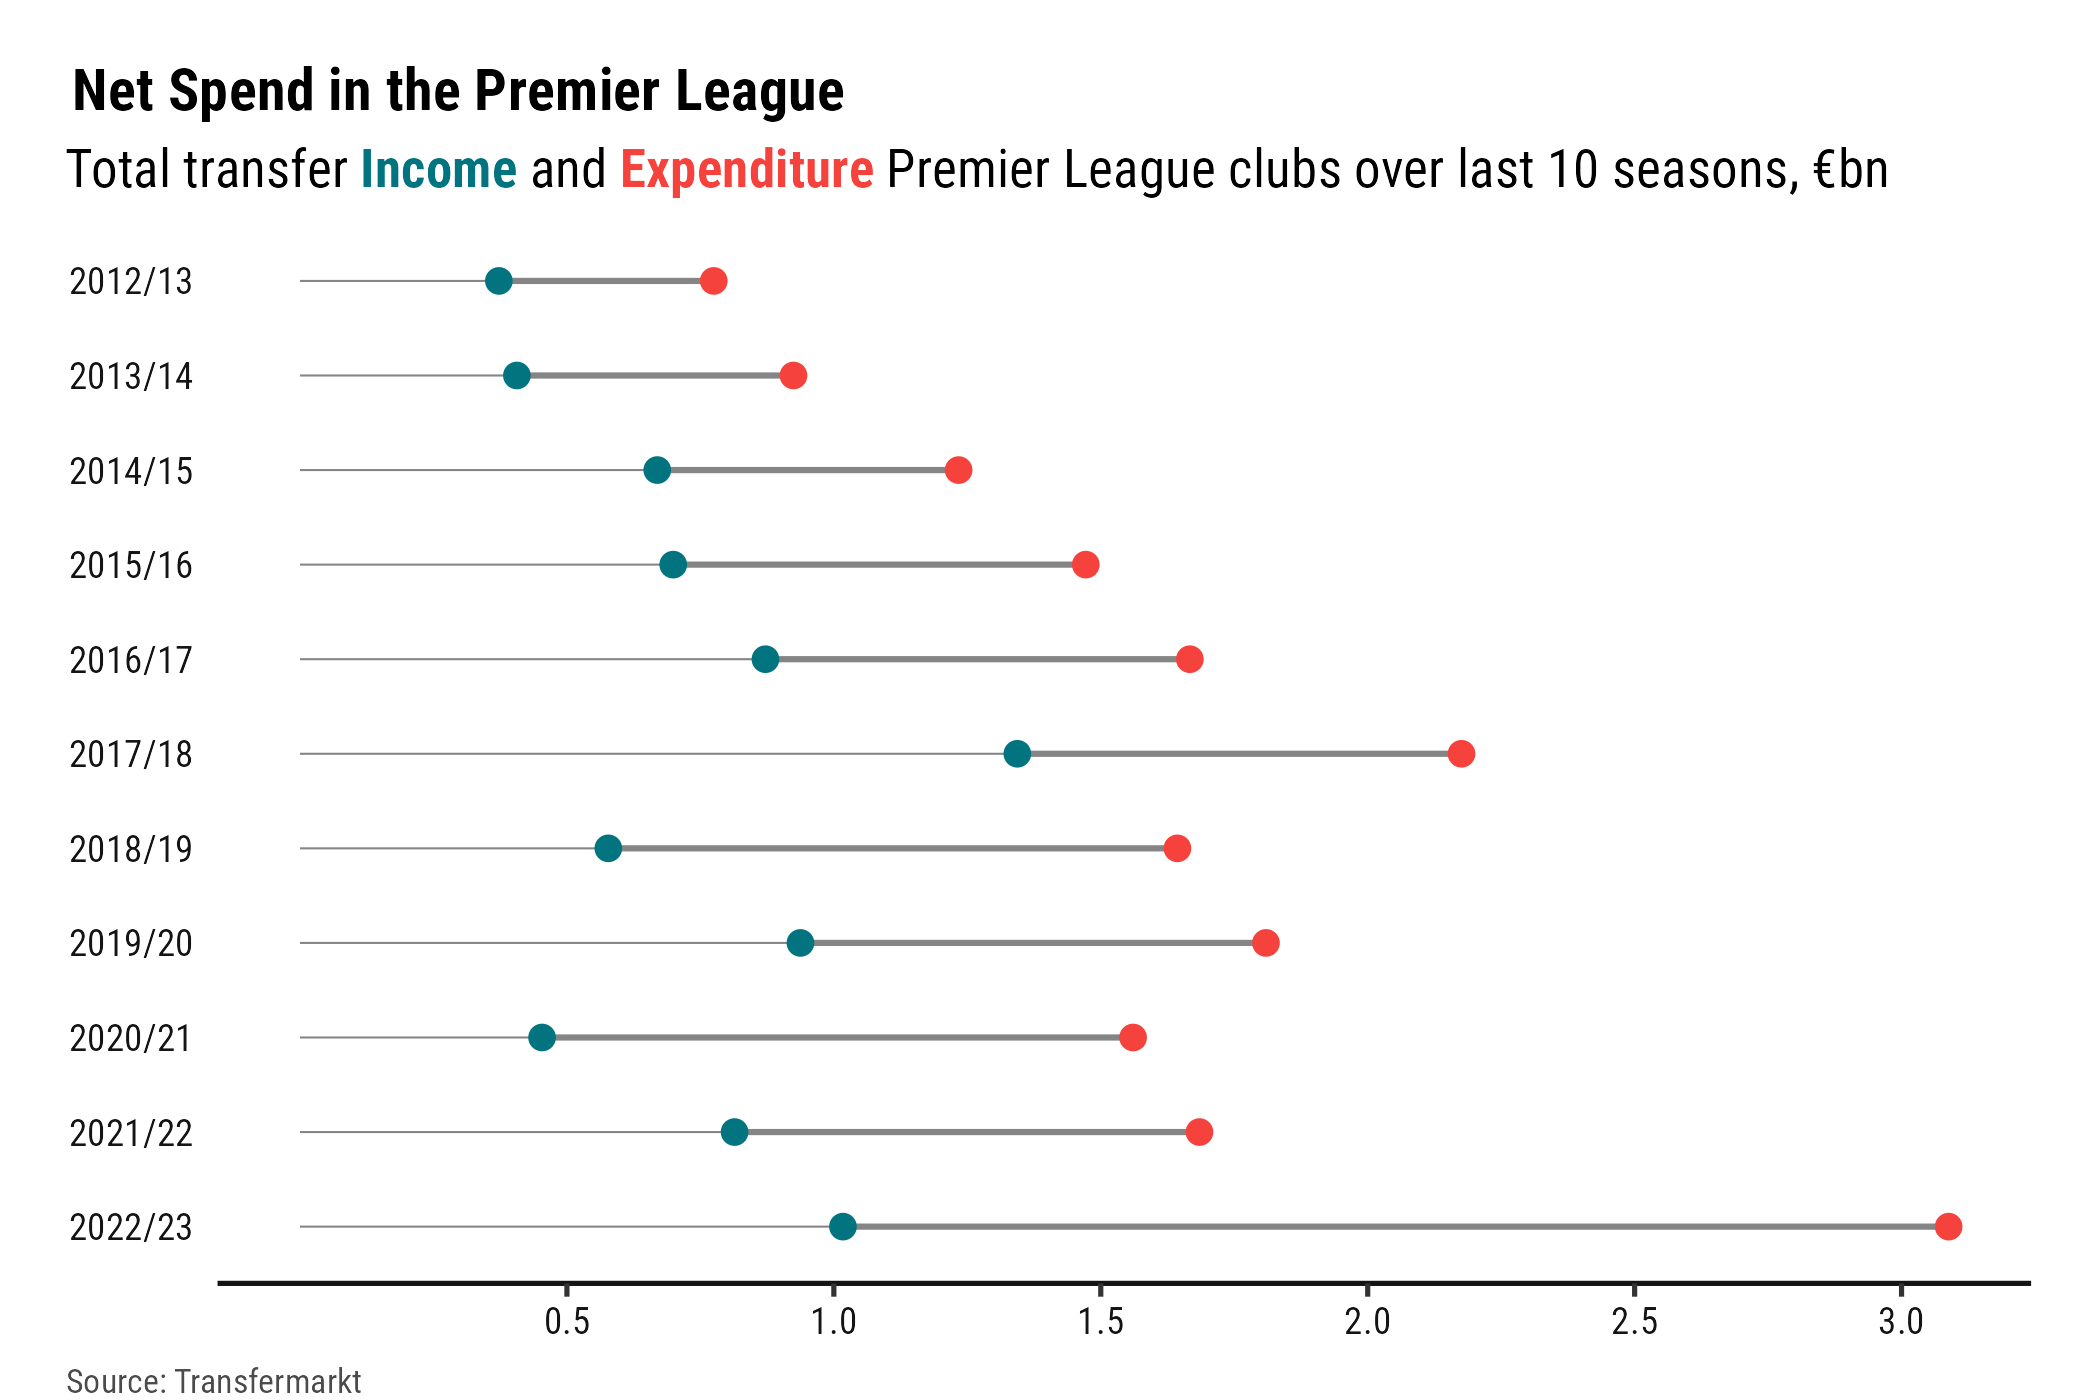 Net Spend in the Premier League
Total transfer Income and Expenditure Premier League clubs over last 10 seasons, €bn
2012/13
2013/14
2014/15
2015/16
2016/17
2017/18
2018/19
2019/20
2020/21
2021/22
2022/23
0.5 1.0 1.5 2.0 2.5 3.0
Source: Transfermarkt